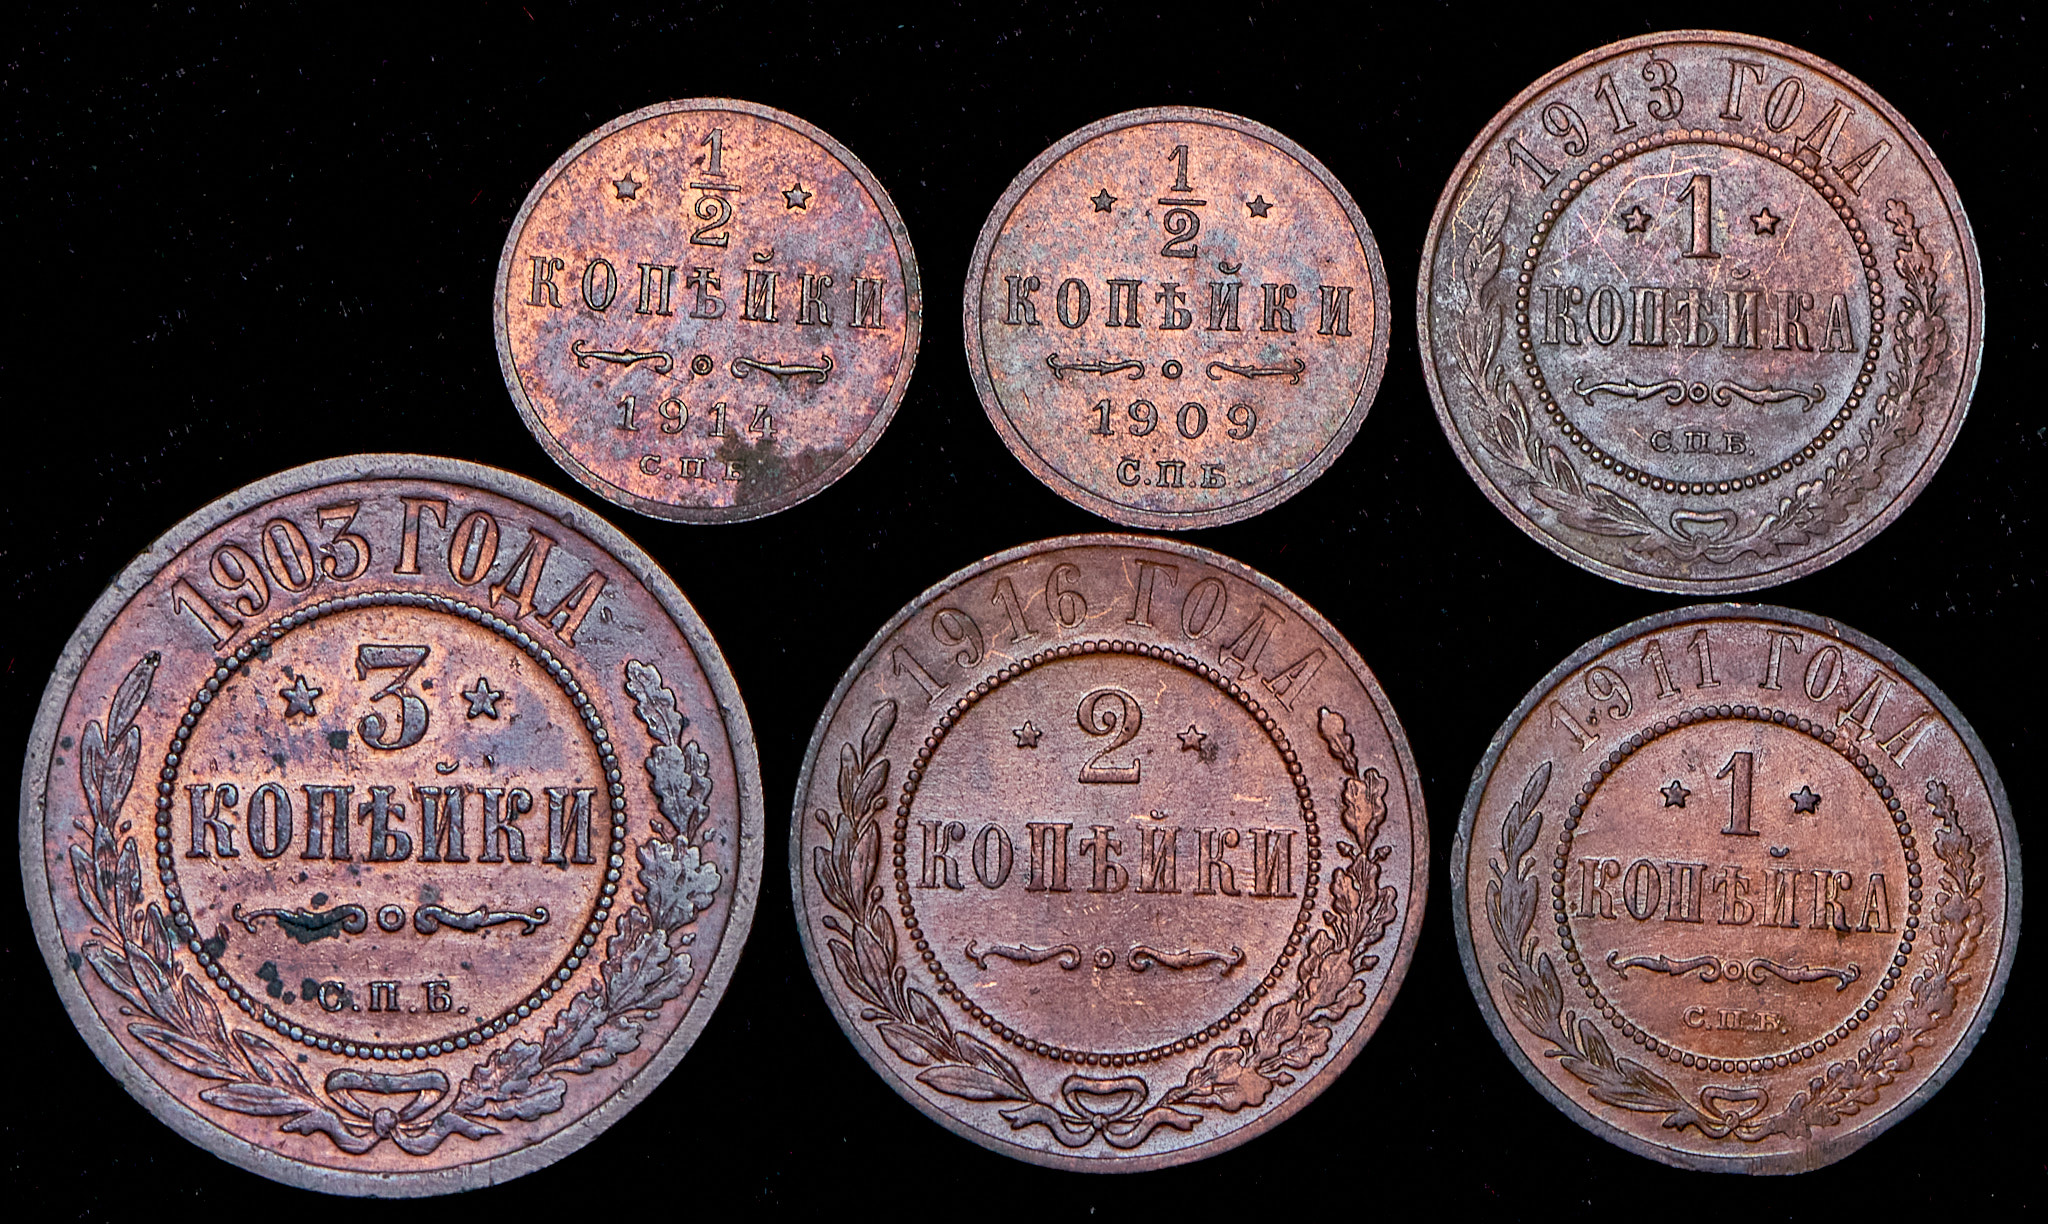 1
2
КОПѢЙКИ
1914
С.П.Б.
1
2
КОПѢЙКИ
1909
С.П.Б.
1913 ГОДА
1
КОПѢЙКА
С.П.Б.
1903 ГОДА
3
КОПѢЙКИ
С.П.Б.
1916 ГОДА
2
КОПѢЙКИ
1911 ГОДА
1
КОПѢЙКА
С.П.Б.